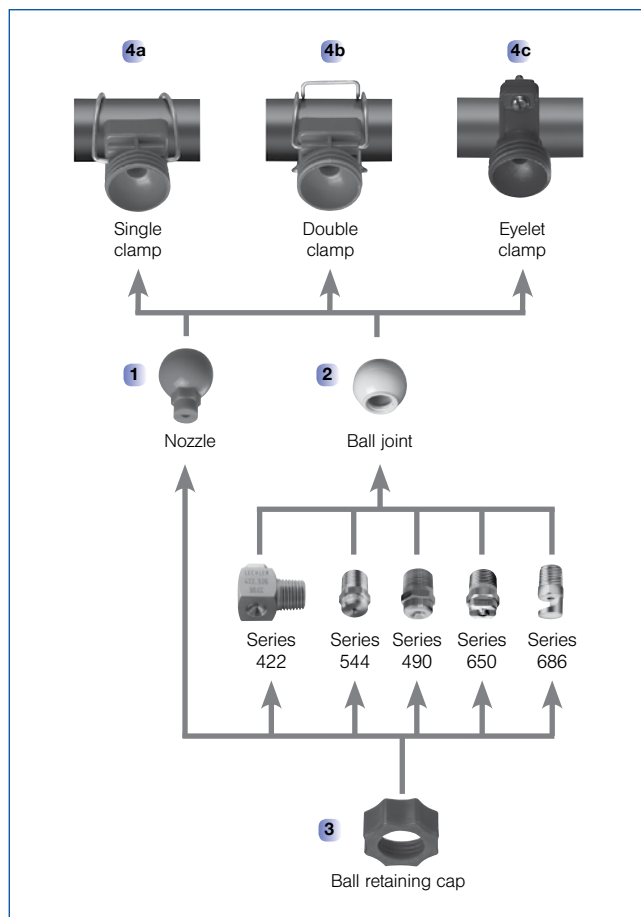 4a
4b
4c
Single
clamp
Double
clamp
Eyelet
clamp
1
2
Nozzle
Ball joint
Series
422
Series
544
Series
490
Series
650
Series
686
3
Ball retaining cap